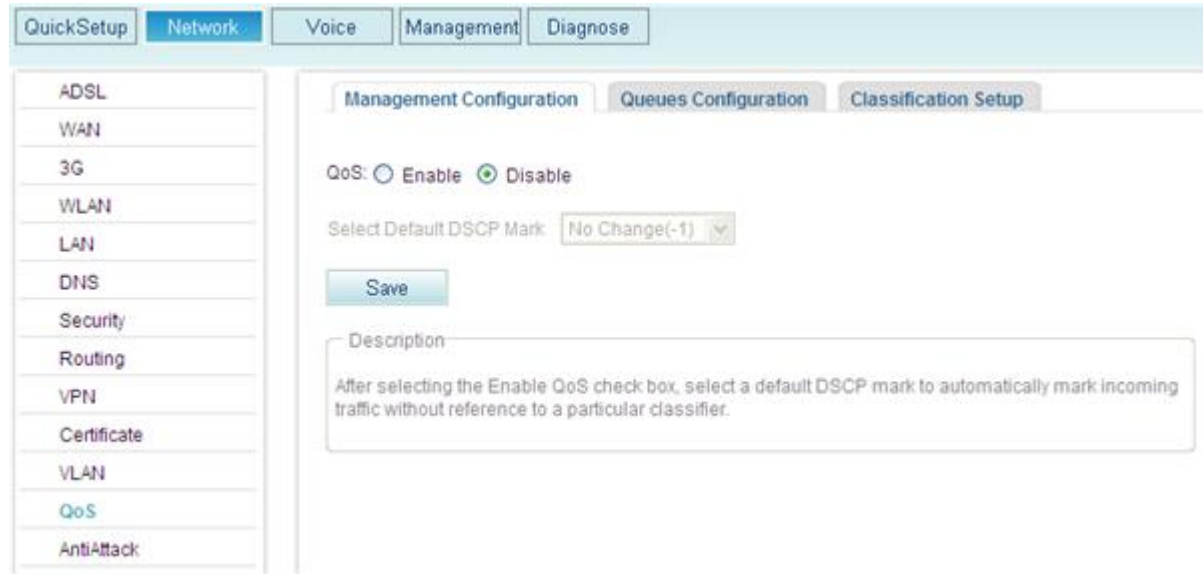 QuickSetup Network Voice Management Diagnose
ADSL
WAN
3G
WLAN
LAN
DNS
Security
Routing
VPN
Certificate
VLAN
QoS
AntiAttack
Management Configuration Queues Configuration Classification Setup
QoS: Enable Disable
Select Default DSCP Mark No Change(-1)
Save
Description
After selecting the Enable QoS check box, select a default DSCP mark to automatically mark incoming
traffic without reference to a particular classifier.